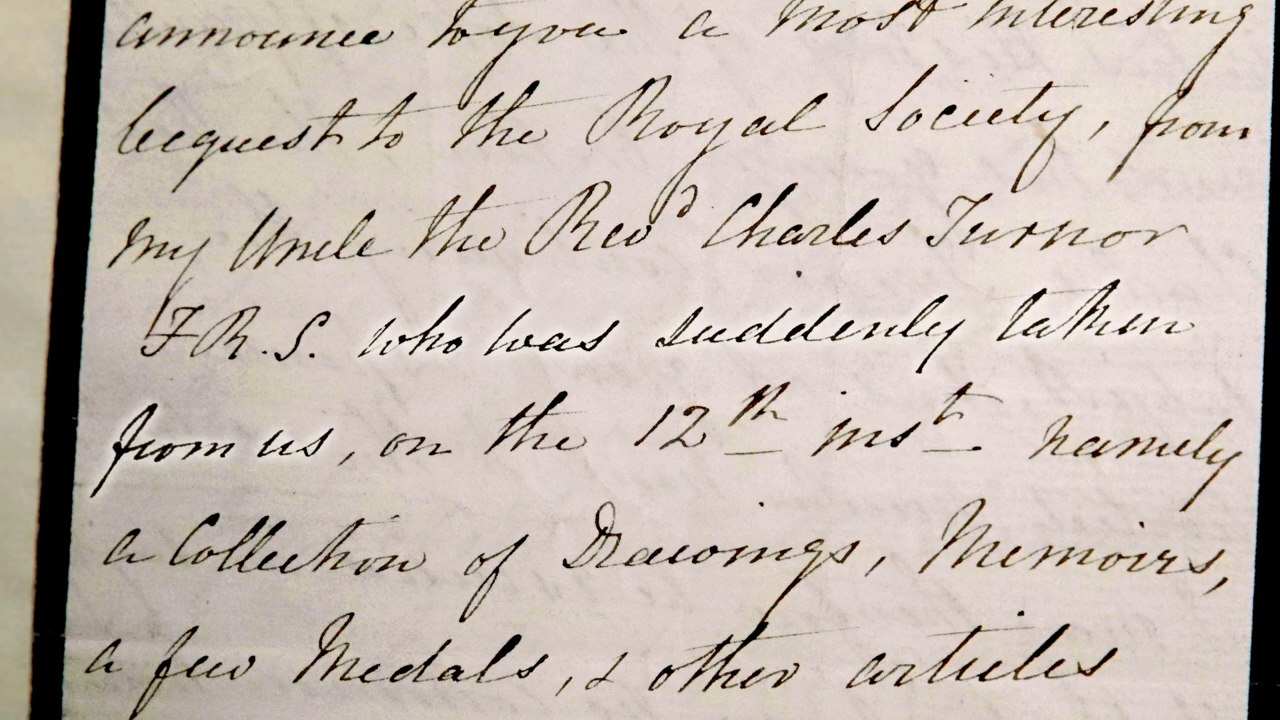 announce to you a most interesting
bequest to the Royal Society, from
my Uncle the Revd Charles Turnor
F.R.S. who was suddenly taken
from us, on the 12th inst. namely
a Collection of Drawings, Memoirs,
a few Medals, & other articles